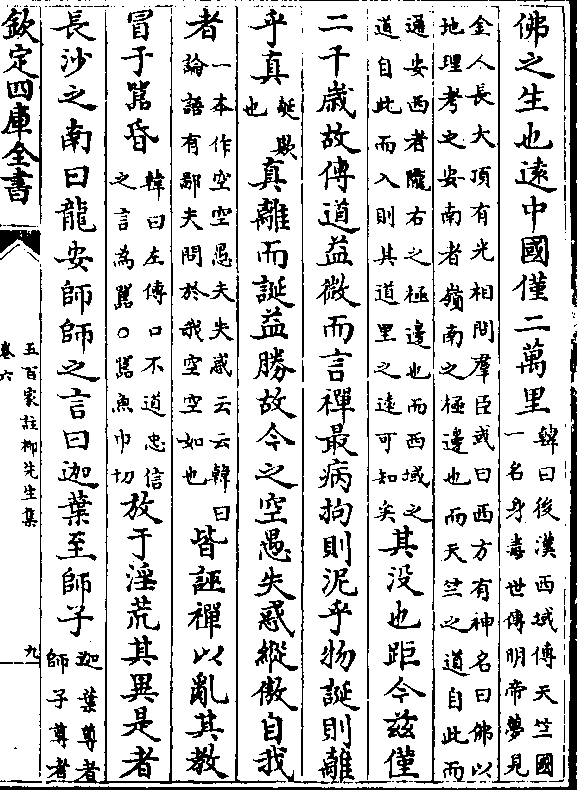 佛之生也遠中國僅二萬里韓曰後漢西域傳天竺國一名身毒世傳明帝夢見
金人長大頂有光相問羣臣或曰西方有神名曰佛以地理考之安南者嶺南之極邊也而天竺之道自此而
通安西者隴右之極邊也而西域之道自此而入則其道里之遠可知矣其没也距今茲僅
二千歲故傳道益微而言禪最病拘則泥乎物誕則離
乎真誕欺也真離而誕益勝故今之空愚失惑縱傲自我
者一本作空空愚夫失惑云云韓曰論語有鄙夫問於我空空如也皆誣禪以亂其教
冒于嚚昏韓曰左傳口不道忠信之言為嚚○嚚魚巾切放于淫荒其異是者
長沙之南曰龍安師師之言曰迦葉至師子迦葉尊者師子尊者
欽定四庫全書
五百家註柳先生集
卷六
九